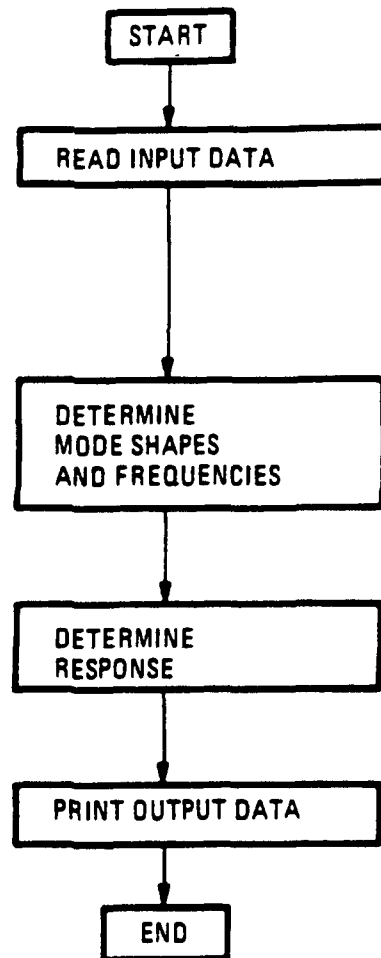 START
READ INPUT DATA
DETERMINE
MODE SHAPES
AND FREQUENCIES
DETERMINE
RESPONSE
PRINT OUTPUT DATA
END